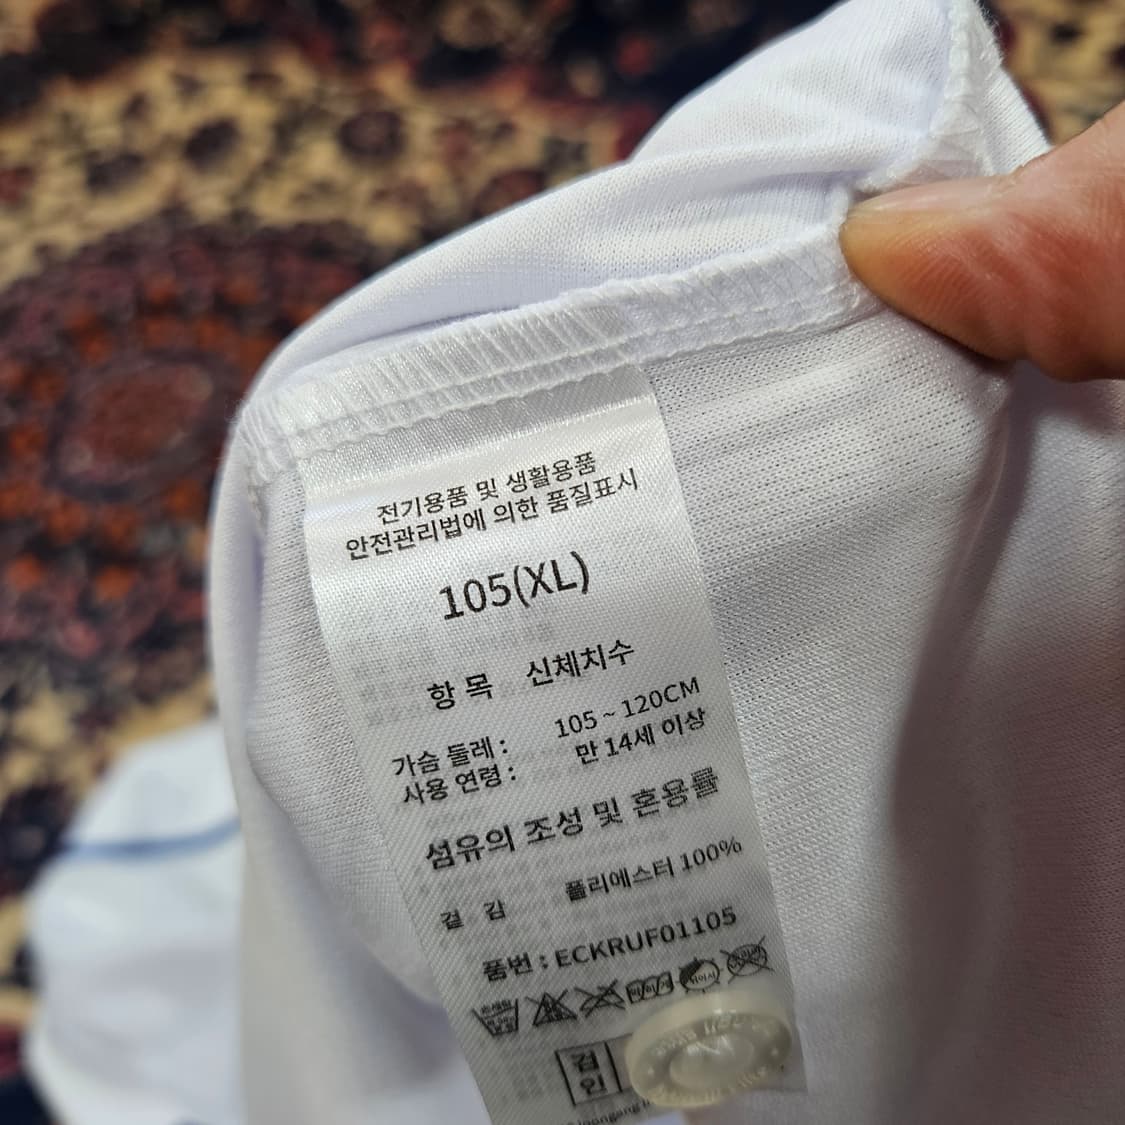 전기용품 및 생활용품
안전관리법에 의한 품질표시
105(XL)
항 목 신체치수
가슴 둘레 : 105 ~ 120CM
사용 연령 : 만 14세 이상
섬유의 조성 및 혼용률
겉 감 폴리에스터 100%
품번 : ECKRUF01105
검
인